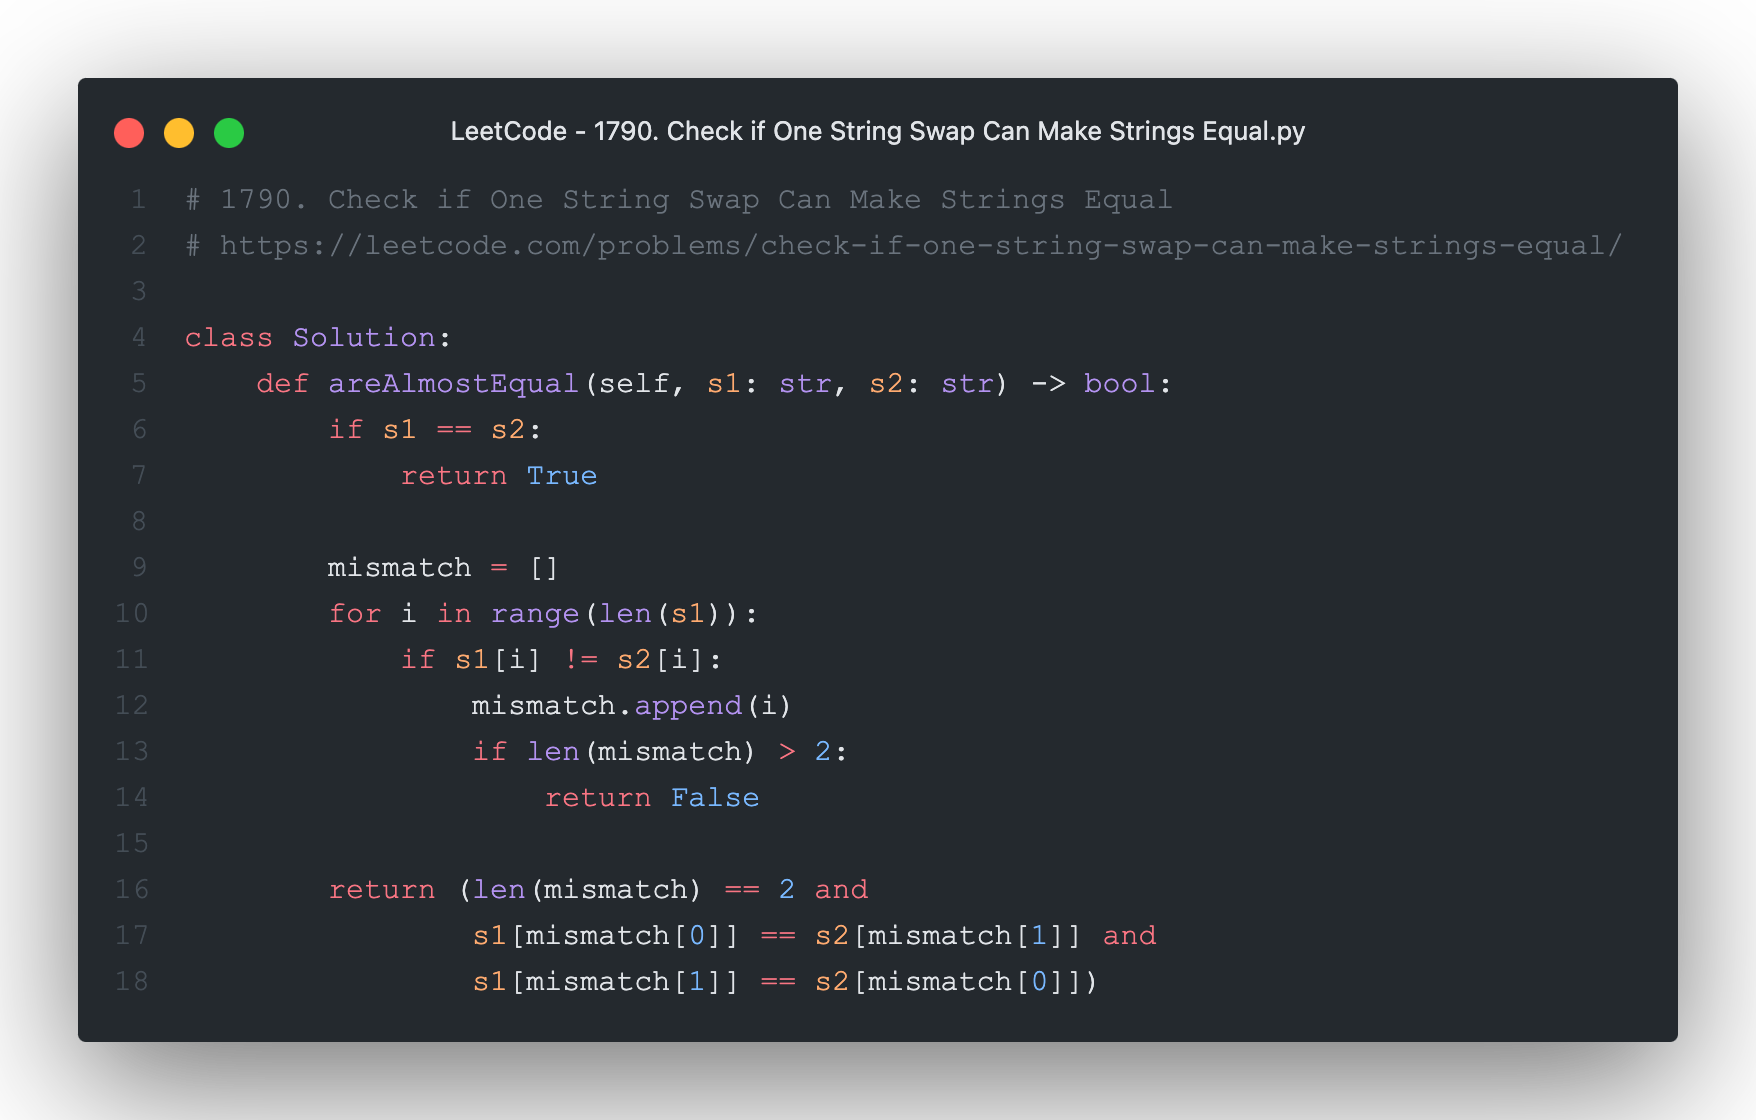 LeetCode - 1790. Check if One String Swap Can Make Strings Equal.py
1 # 1790. Check if One String Swap Can Make Strings Equal
2 # https://leetcode.com/problems/check-if-one-string-swap-can-make-strings-equal/
3
4 class Solution:
5     def areAlmostEqual(self, s1: str, s2: str) -> bool:
6         if s1 == s2:
7             return True
8
9         mismatch = []
10         for i in range(len(s1)):
11             if s1[i] != s2[i]:
12                 mismatch.append(i)
13                 if len(mismatch) > 2:
14                     return False
15
16         return (len(mismatch) == 2 and
17                 s1[mismatch[0]] == s2[mismatch[1]] and
18                 s1[mismatch[1]] == s2[mismatch[0]])